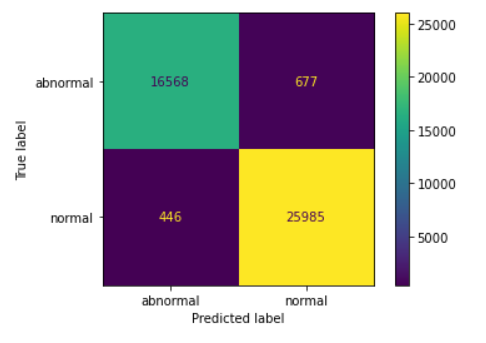 abnormal
16568
677
normal
446
25985
abnormal
normal
Predicted label
True label
25000
20000
15000
10000
5000